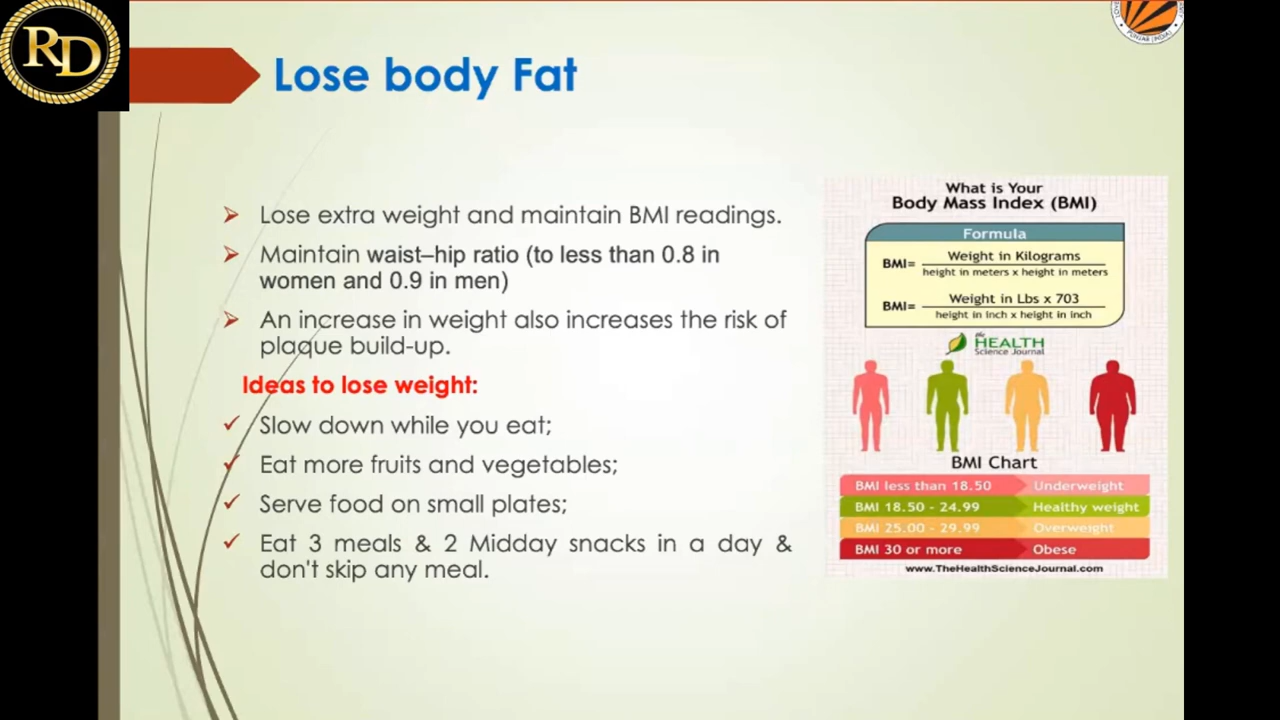 RD
Lose body Fat
PUNJAB (INDIA)
Lose extra weight and maintain BMI readings.
Maintain waist–hip ratio (to less than 0.8 in
women and 0.9 in men)
An increase in weight also increases the risk of
plaque build-up.
Ideas to lose weight:
Slow down while you eat;
Eat more fruits and vegetables;
Serve food on small plates;
Eat 3 meals & 2 Midday snacks in a day &
don't skip any meal.
What is Your
Body Mass Index (BMI)
Formula
BMI= Weight in Kilograms
height in meters x height in meters
BMI= Weight in Lbs x 703
height in inch x height in inch
the HEALTH
Science Journal
BMI Chart
BMI less than 18.50 Underweight
BMI 18.50 - 24.99 Healthy weight
BMI 25.00 - 29.99 Overweight
BMI 30 or more Obese
www.TheHealthScienceJournal.com